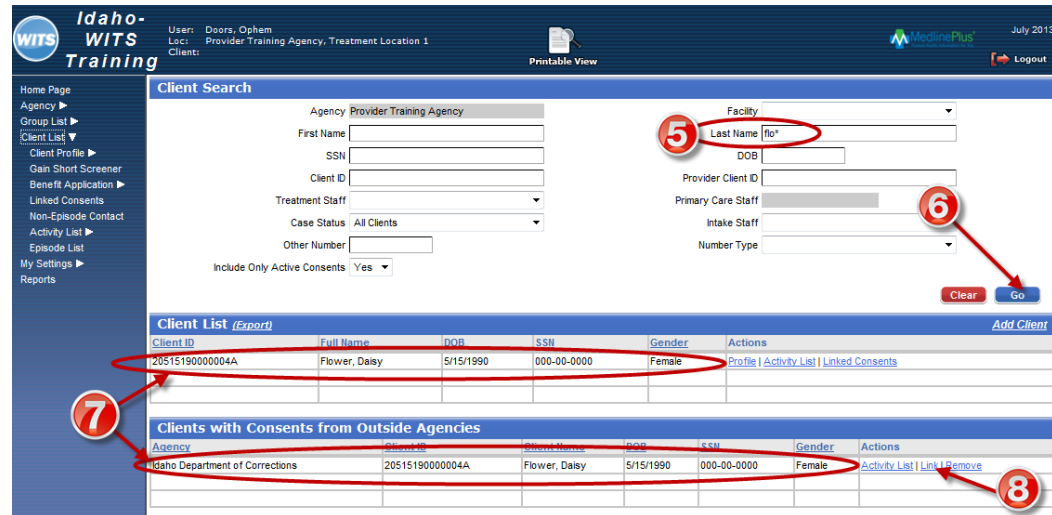 Idaho-
WITS
WITS
Training
User: Doors, Ophem
Loc: Provider Training Agency, Treatment Location 1
Client:
Printable View
MedlinePlus
July 2013
Logout
Home Page
Agency
Group List
Client List
Client Profile
Gain Short Screener
Benefit Application
Linked Consents
Non-Episode Contact
Activity List
Episode List
My Settings
Reports
Client Search
Agency Provider Training Agency Facility
First Name 5 Last Name flo*
SSN DOB
Client ID Provider Client ID
Treatment Staff Primary Care Staff 6
Case Status All Clients Intake Staff
Other Number Number Type
Include Only Active Consents Yes
Clear Go
Client List (Export) Add Client
Client ID Full Name DOB SSN Gender Actions
20515190000004A Flower, Daisy 5/15/1990 000-00-0000 Female Profile | Activity List | Linked Consents
7
Clients with Consents from Outside Agencies
Agency Client ID Client Name DOB SSN Gender Actions
Idaho Department of Corrections 20515190000004A Flower, Daisy 5/15/1990 000-00-0000 Female Activity List | Link | Remove
8